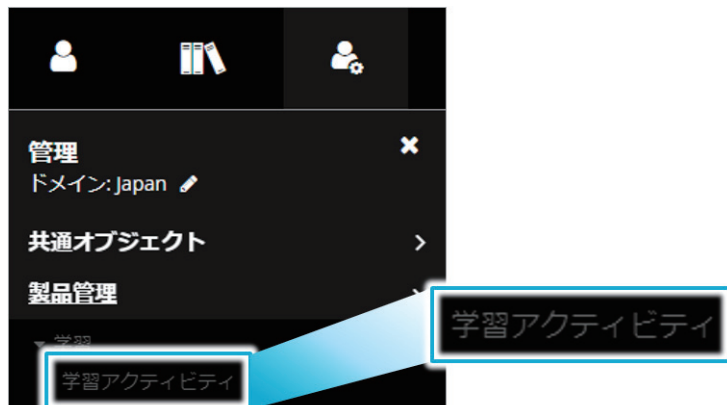 管理
ドメイン: Japan
共通オブジェクト
製品管理
学習
学習アクティビティ
学習アクティビティ